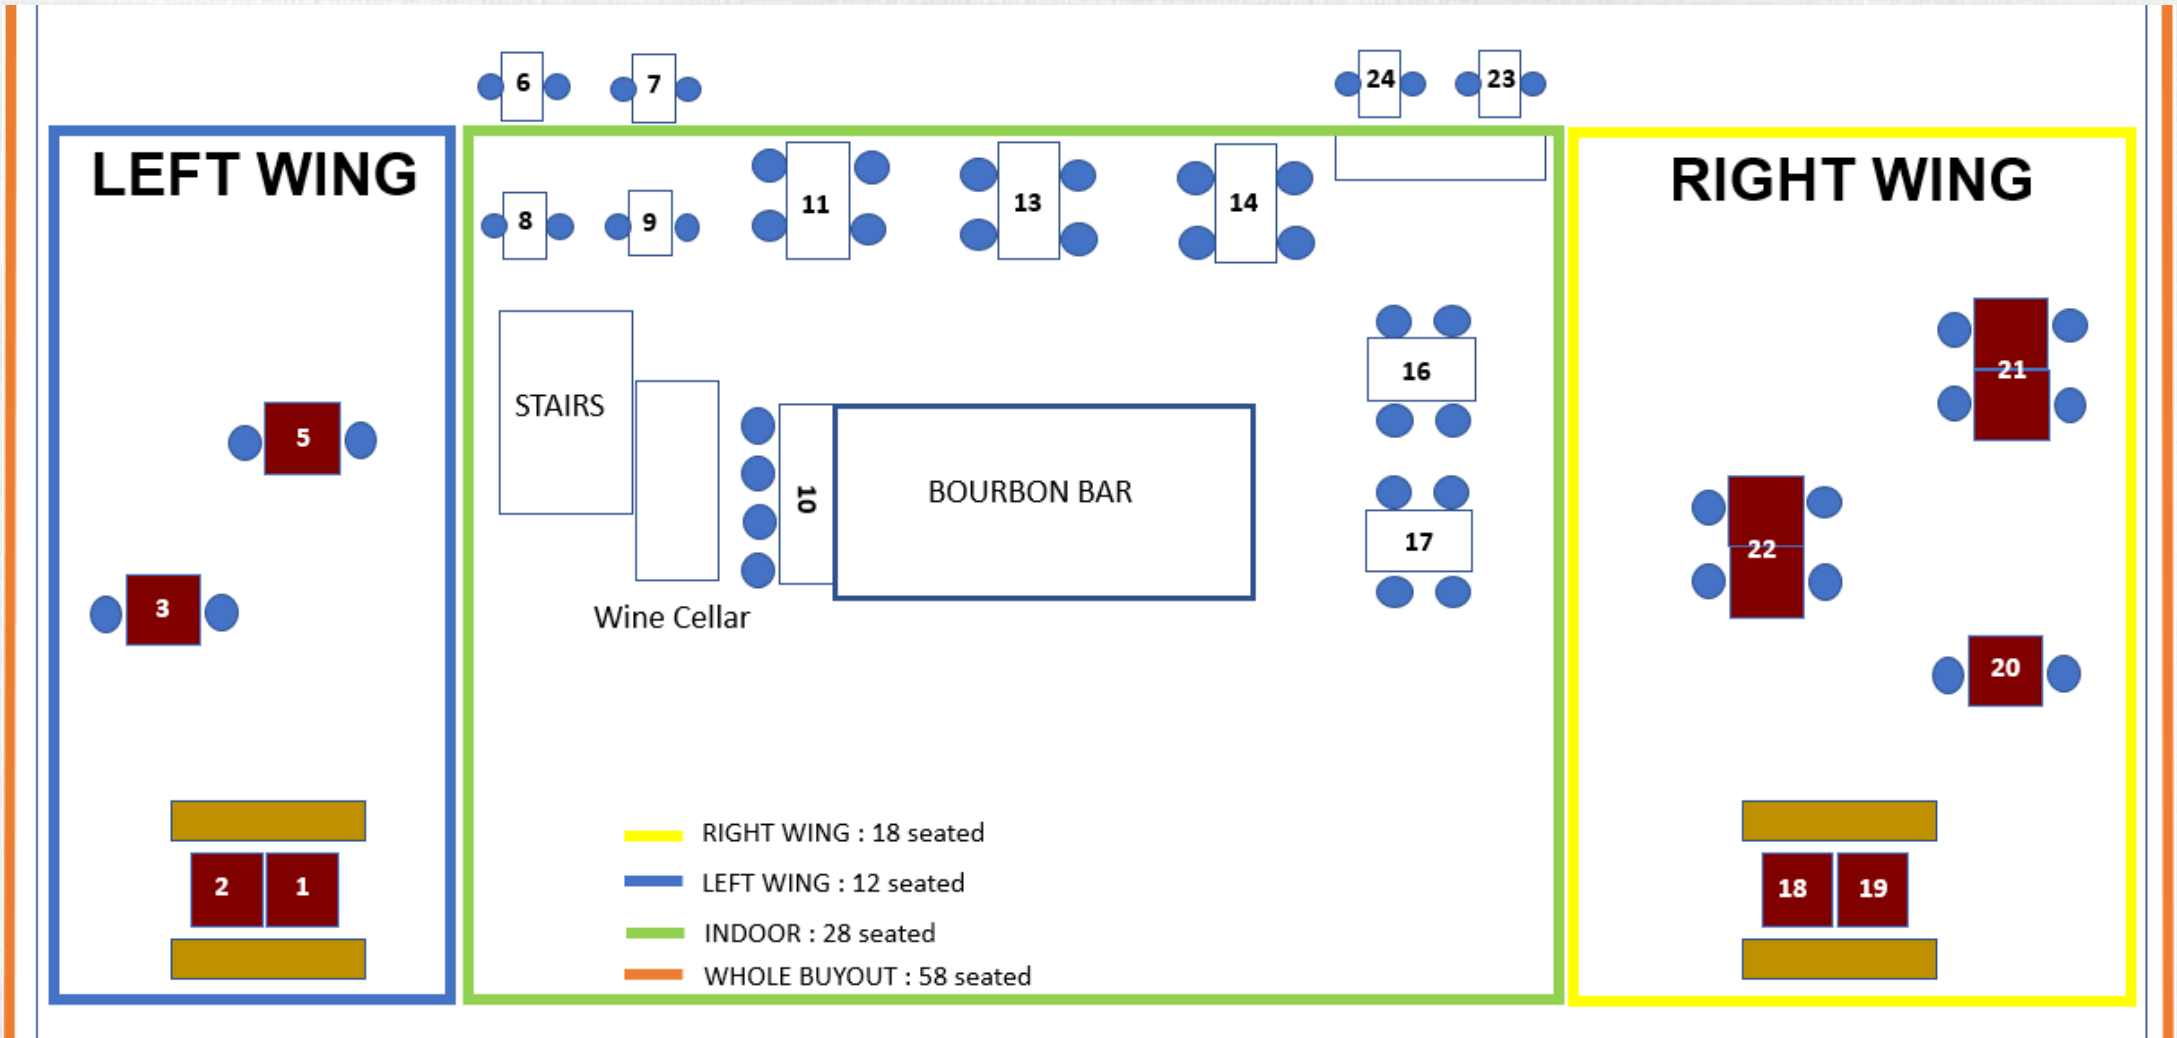 6
7
24
23
LEFT WING
RIGHT WING
8
9
11
13
14
5
3
2
1
STAIRS
Wine Cellar
10
BOURBON BAR
16
17
21
22
20
18
19
RIGHT WING : 18 seated
LEFT WING : 12 seated
INDOOR : 28 seated
WHOLE BUYOUT : 58 seated